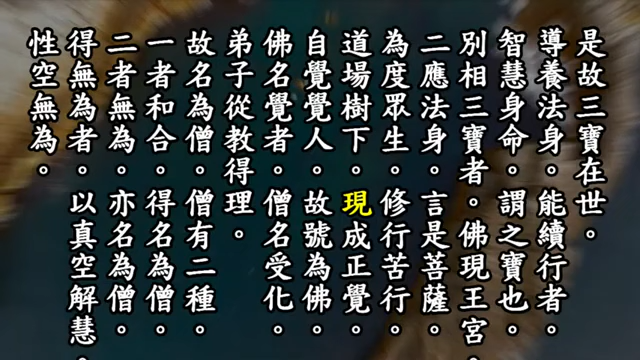 是故三寶在世。
導養法身。能續行者。
智慧身命。謂之寶也。
別相三寶者。佛現王宮。
二應法身。言是菩薩。
為度眾生。修行苦行。
道場樹下。現成正覺。
自覺覺人。故號為佛。
佛名覺者。僧名受化。
弟子從教得理。
故名為僧。僧有二種。
一者和合。得名為僧。
二者無為。亦名為僧。
得無為者。以真空解慧。
性空無為。